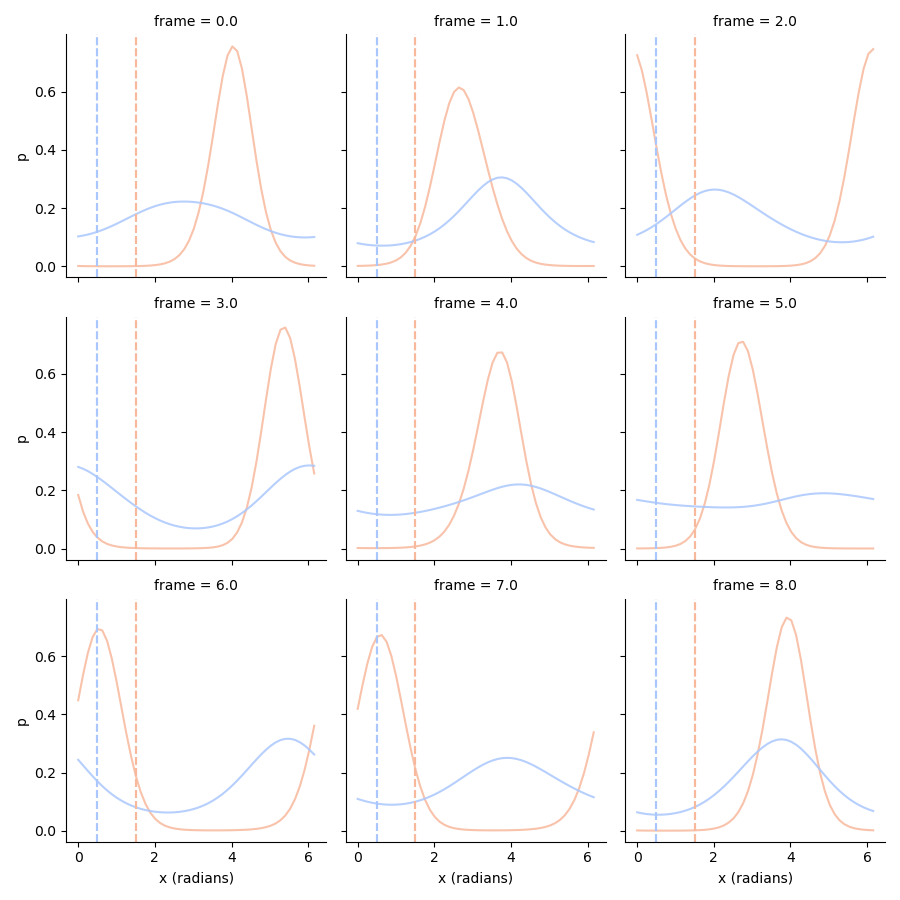 frame = 0.0
frame = 1.0
frame = 2.0
p
0.6
0.4
0.2
0.0
frame = 3.0
frame = 4.0
frame = 5.0
p
0.6
0.4
0.2
0.0
frame = 6.0
frame = 7.0
frame = 8.0
p
0.6
0.4
0.2
0.0
0 2 4 6
0 2 4 6
0 2 4 6
x (radians)
x (radians)
x (radians)